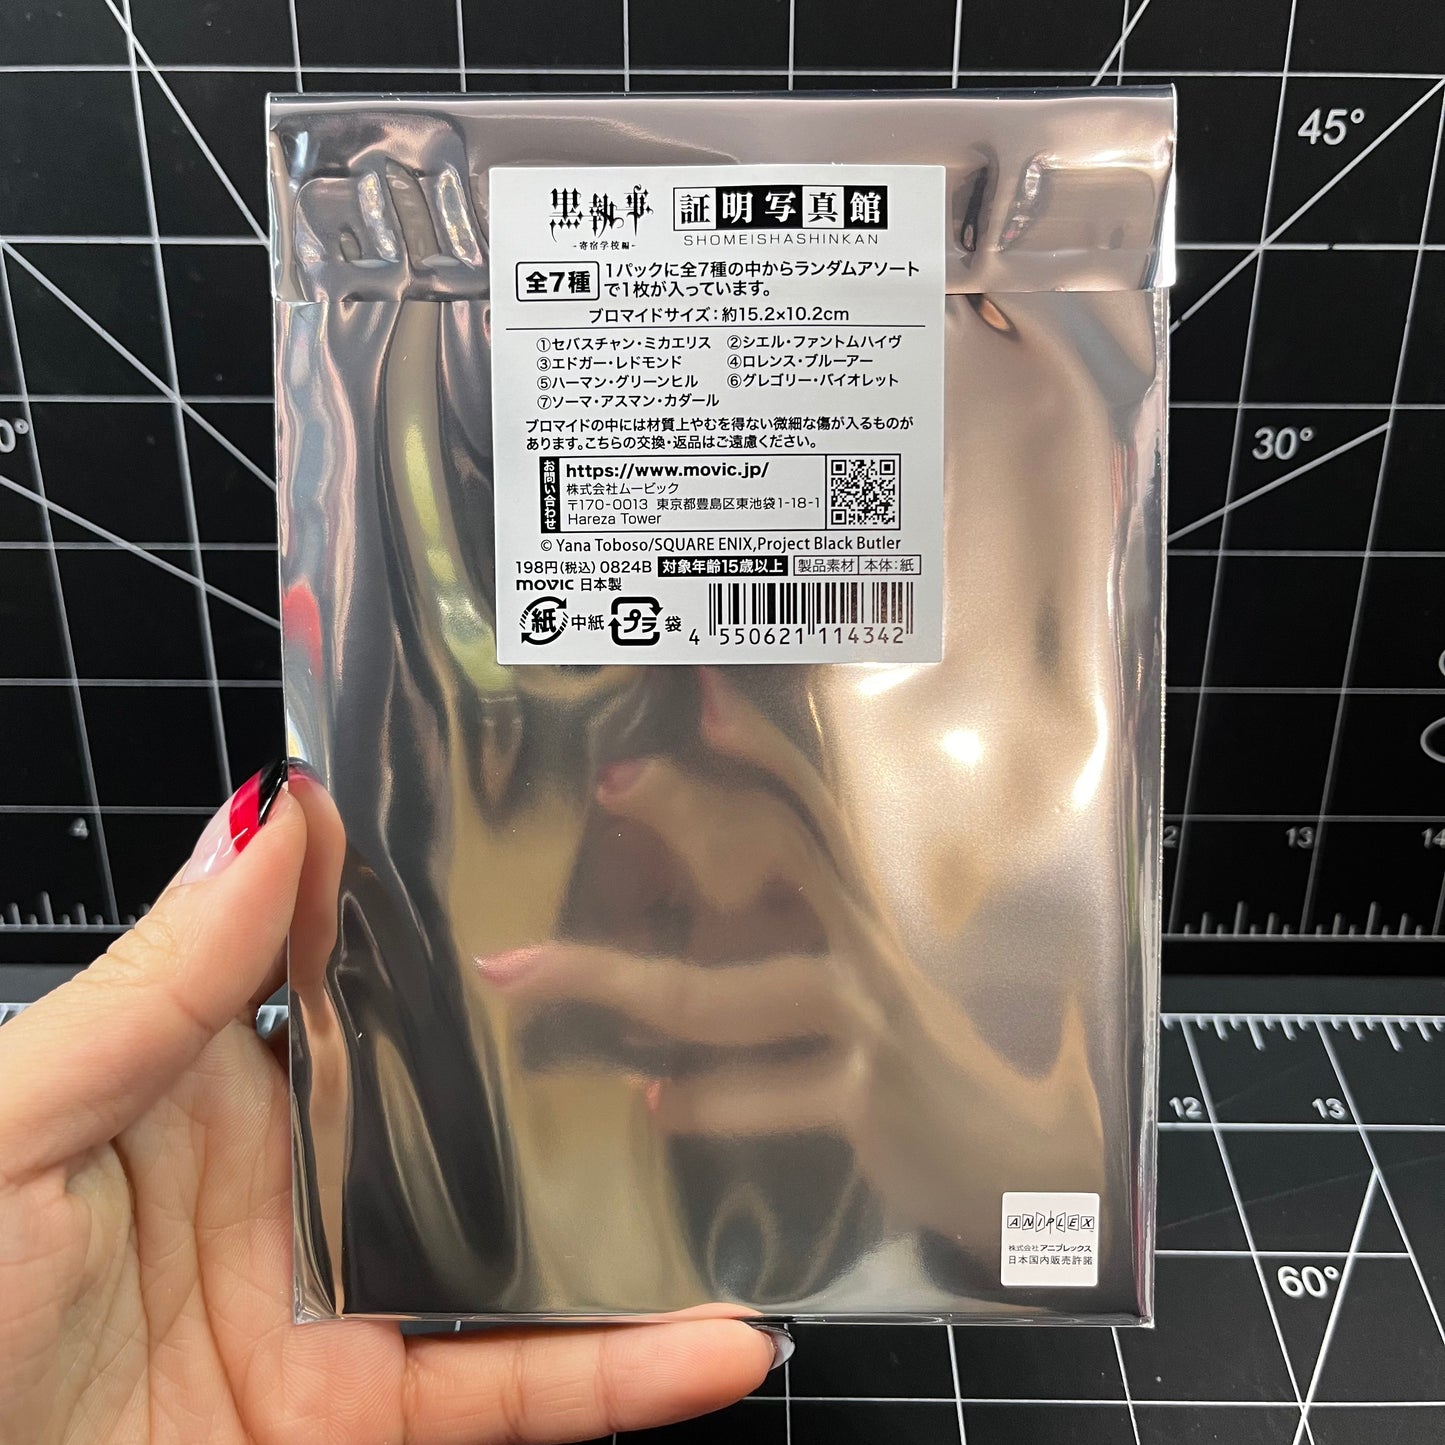 黒執事
-寄宿学校編-
証明写真館
SHOMEISHASHINKAN
全7種
1パックに全7種の中からランダムアソート
で1枚が入っています。
ブロマイドサイズ:約15.2×10.2cm
①セバスチャン・ミカエリス ②シエル・ファントムハイヴ
③エドガー・レドモンド ④ロレンス・ブルーアー
⑤ハーマン・グリーンヒル ⑥グレゴリー・バイオレット
⑦ソーマ・アスマン・カダール
ブロマイドの中には材質上やむを得ない微細な傷が入るものが
あります。こちらの交換・返品はご遠慮ください。
お問い合わせ
https://www.movic.jp/
株式会社ムービック
〒170-0013 東京都豊島区東池袋1-18-1
Hareza Tower
© Yana Toboso/SQUARE ENIX,Project Black Butler
198円(税込) 0824B 対象年齢15歳以上 製品素材 本体:紙
movic 日本製
紙 中紙 プラ 袋
4 550621 114342
ANIPLEX
株式会社アニプレックス
日本国内販売許諾
45°
30°
0°
12 13 14
12 13
60°